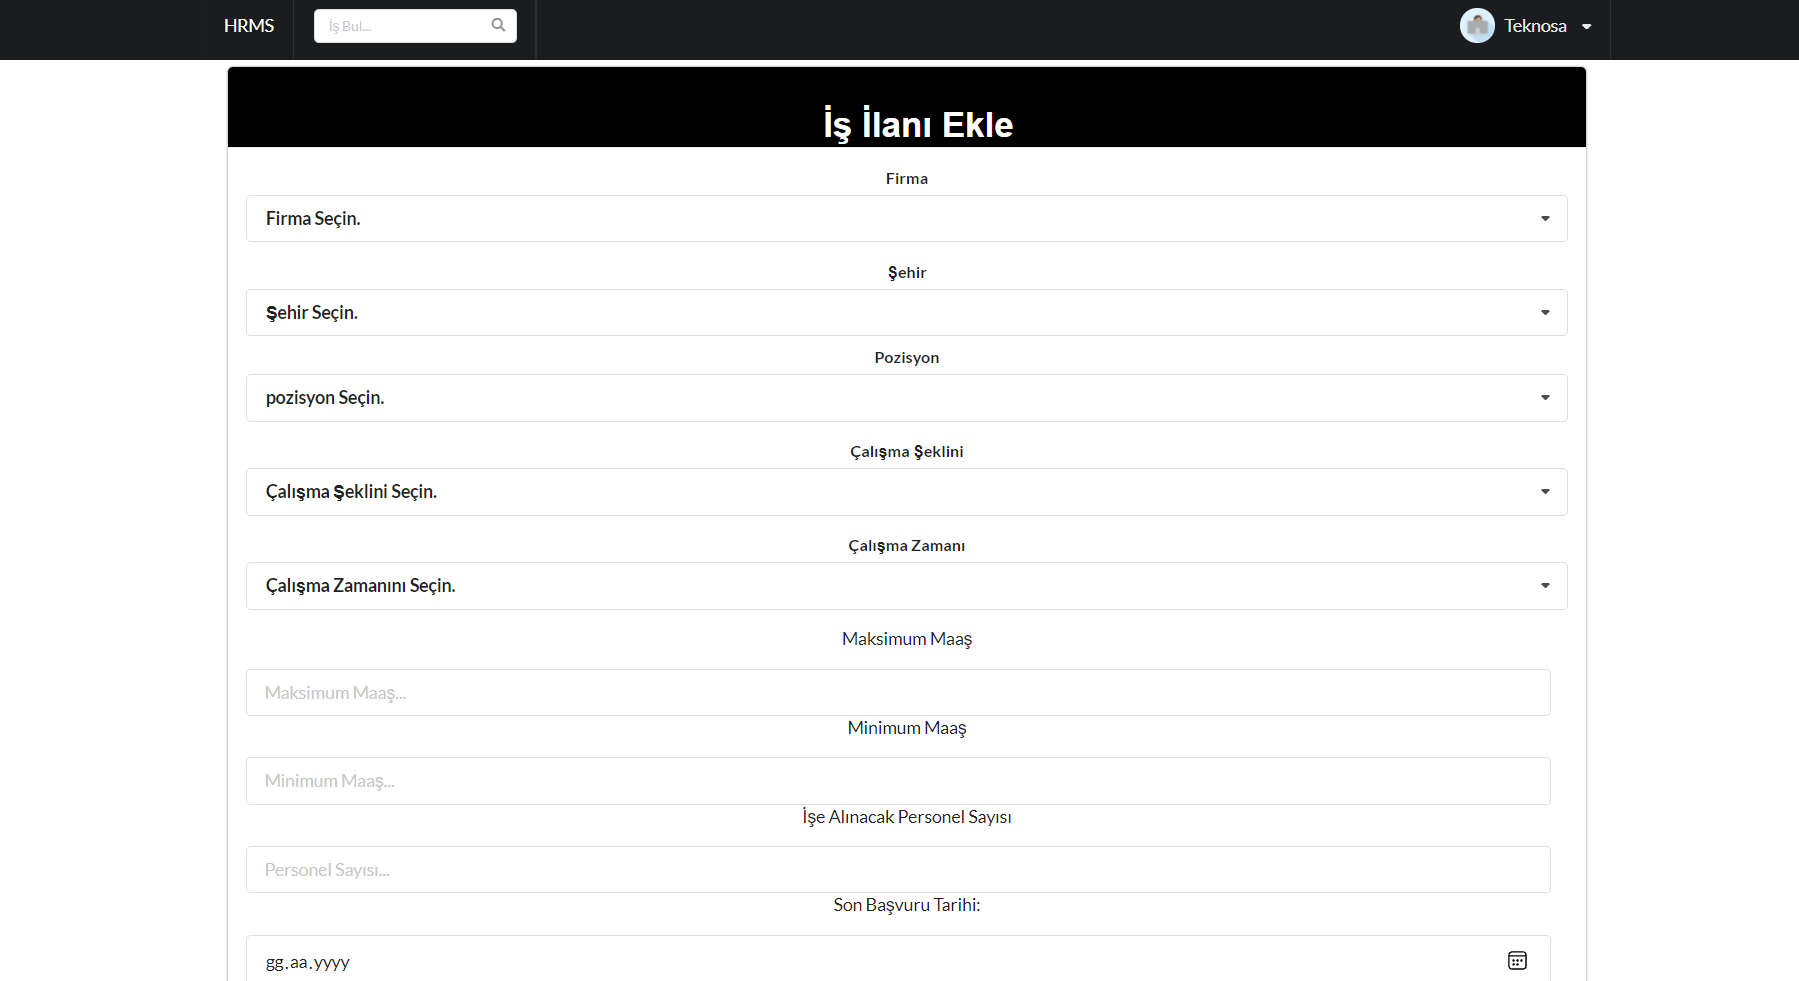 HRMS
İş Bul...
Teknosa
İş İlanı Ekle
Firma
Firma Seçin.
Şehir
Şehir Seçin.
Pozisyon
pozisyon Seçin.
Çalışma Şeklini
Çalışma Şeklini Seçin.
Çalışma Zamanı
Çalışma Zamanını Seçin.
Maksimum Maaş
Maksimum Maaş...
Minimum Maaş
Minimum Maaş...
İşe Alınacak Personel Sayısı
Personel Sayısı...
Son Başvuru Tarihi:
gg.aa.yyyy